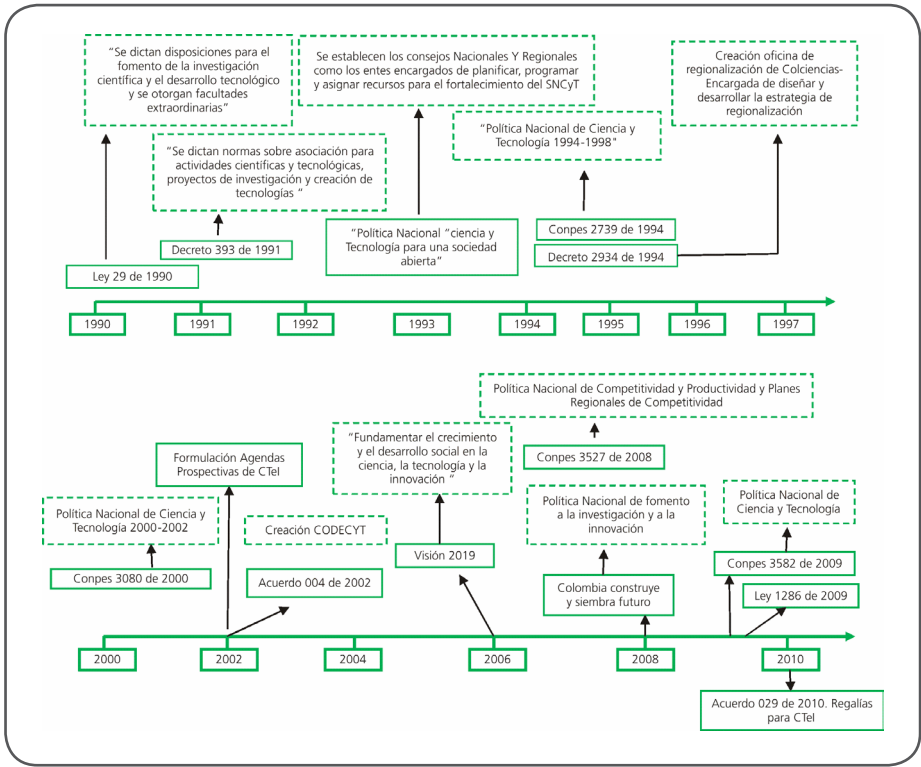 “Se dictan disposiciones para el
fomento de la investigación
científica y el desarrollo tecnológico
y se otorgan facultades
extraordinarias”
Se establecen los consejos Nacionales Y Regionales
como los entes encargados de planificar, programar
y asignar recursos para el fortalecimiento del SNCyT
Creación oficina de
regionalización de Colciencias-
Encargada de diseñar y
desarrollar la estrategia de
regionalización
“Política Nacional de Ciencia y
Tecnología 1994-1998"
“Se dictan normas sobre asociación para
actividades científicas y tecnológicas,
proyectos de investigación y creación de
tecnologías “
Ley 29 de 1990
Decreto 393 de 1991
“Política Nacional “ciencia y
Tecnología para una sociedad
abierta”
Conpes 2739 de 1994
Decreto 2934 de 1994
1990
1991
1992
1993
1994
1995
1996
1997
Política Nacional de Competitividad y Productividad y Planes
Regionales de Competitividad
Conpes 3527 de 2008
“Fundamentar el crecimiento
y el desarrollo social en la
ciencia, la tecnología y la
innovación “
Formulación Agendas
Prospectivas de CTeI
Política Nacional de Ciencia y
Tecnología 2000-2002
Creación CODECYT
Política Nacional de fomento
a la investigación y a la
innovación
Política Nacional de
Ciencia y Tecnología
Conpes 3080 de 2000
Acuerdo 004 de 2002
Visión 2019
Colombia construye
y siembra futuro
Conpes 3582 de 2009
Ley 1286 de 2009
2000
2002
2004
2006
2008
2010
Acuerdo 029 de 2010. Regalías
para CTeI